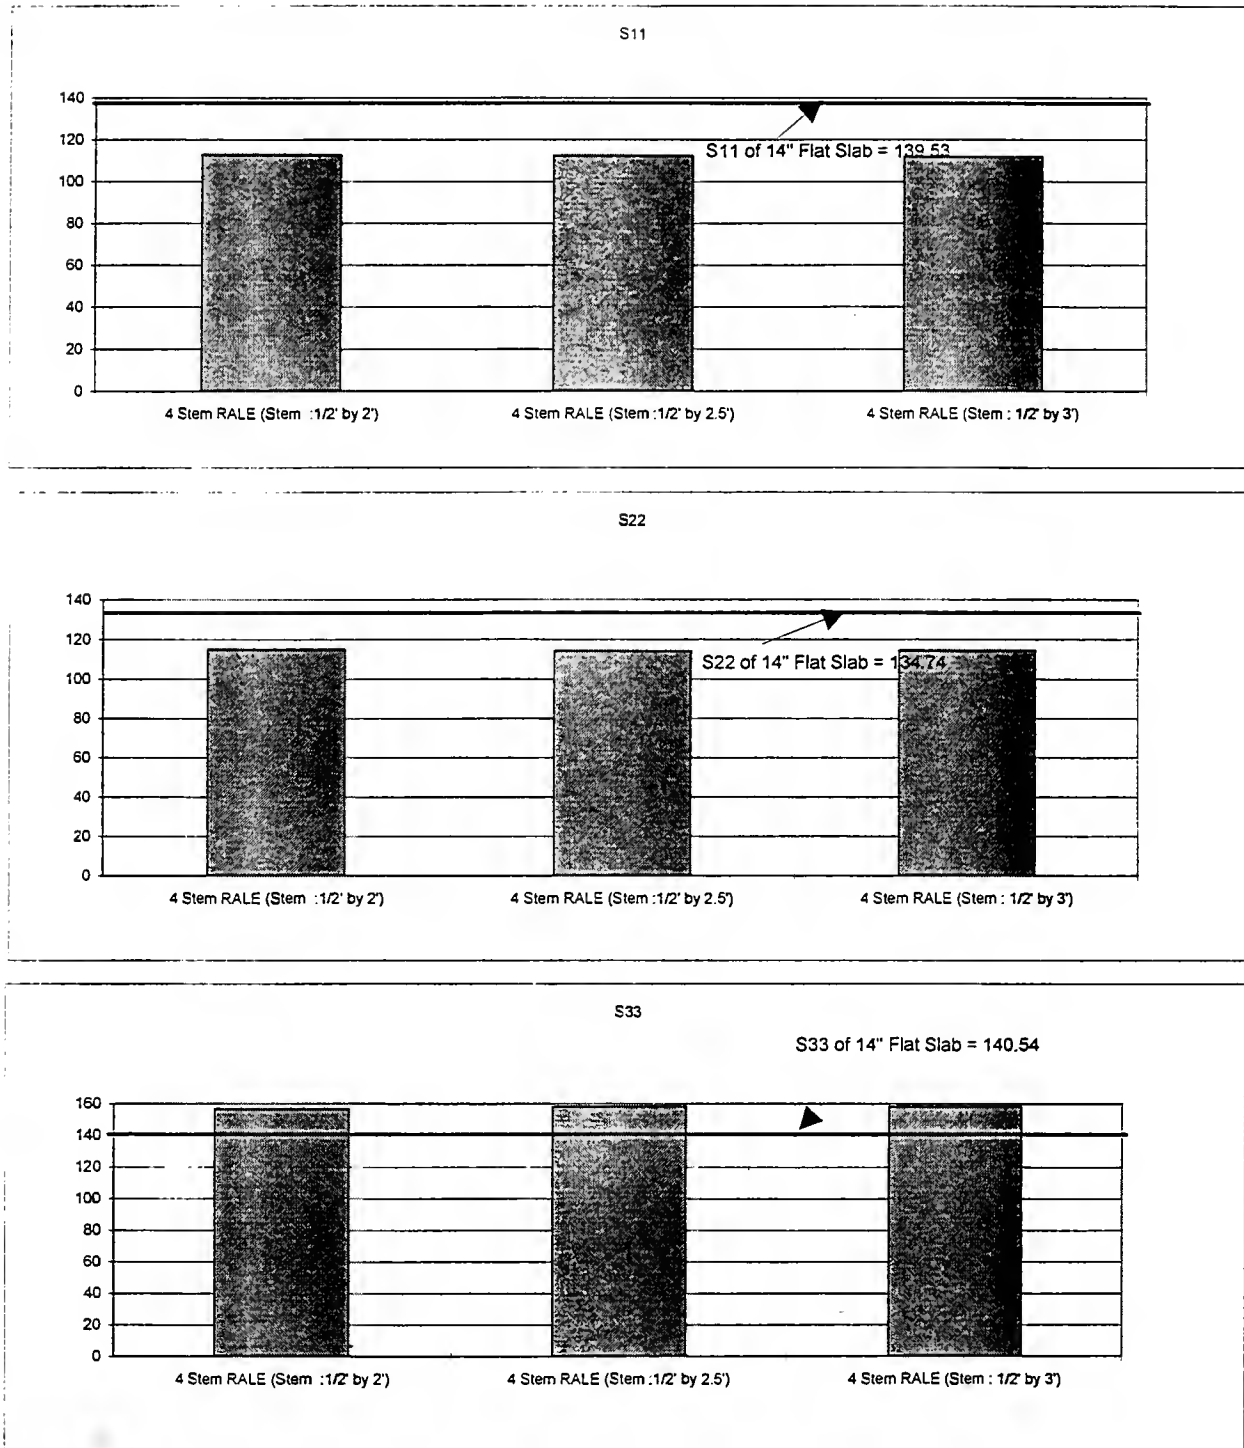 S11
140
S11 of 14" Flat Slab = 139.53
120
100
80
60
40
20
0
4 Stem RALE (Stem :1/2' by 2') 4 Stem RALE (Stem :1/2' by 2.5') 4 Stem RALE (Stem : 1/2' by 3')
S22
140
120
S22 of 14" Flat Slab = 134.74
100
80
60
40
20
0
4 Stem RALE (Stem :1/2' by 2') 4 Stem RALE (Stem :1/2' by 2.5') 4 Stem RALE (Stem : 1/2' by 3')
S33
S33 of 14" Flat Slab = 140.54
160
140
120
100
80
60
40
20
0
4 Stem RALE (Stem :1/2' by 2') 4 Stem RALE (Stem :1/2' by 2.5') 4 Stem RALE (Stem : 1/2' by 3')